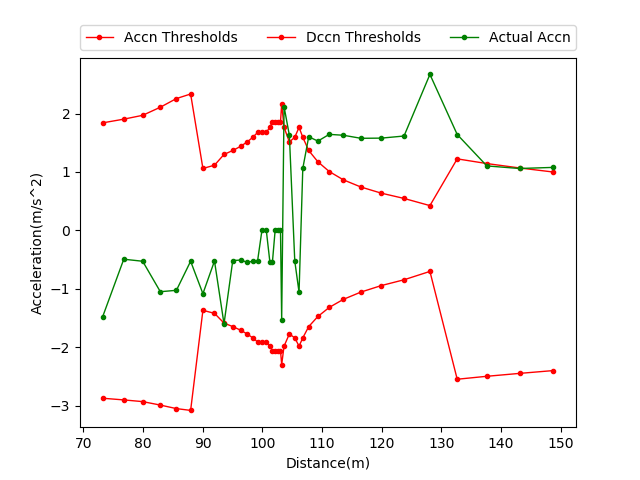 Accn Thresholds Dccn Thresholds Actual Accn
Acceleration(m/s^2)
2
1
0
−1
−2
−3
70 80 90 100 110 120 130 140 150
Distance(m)